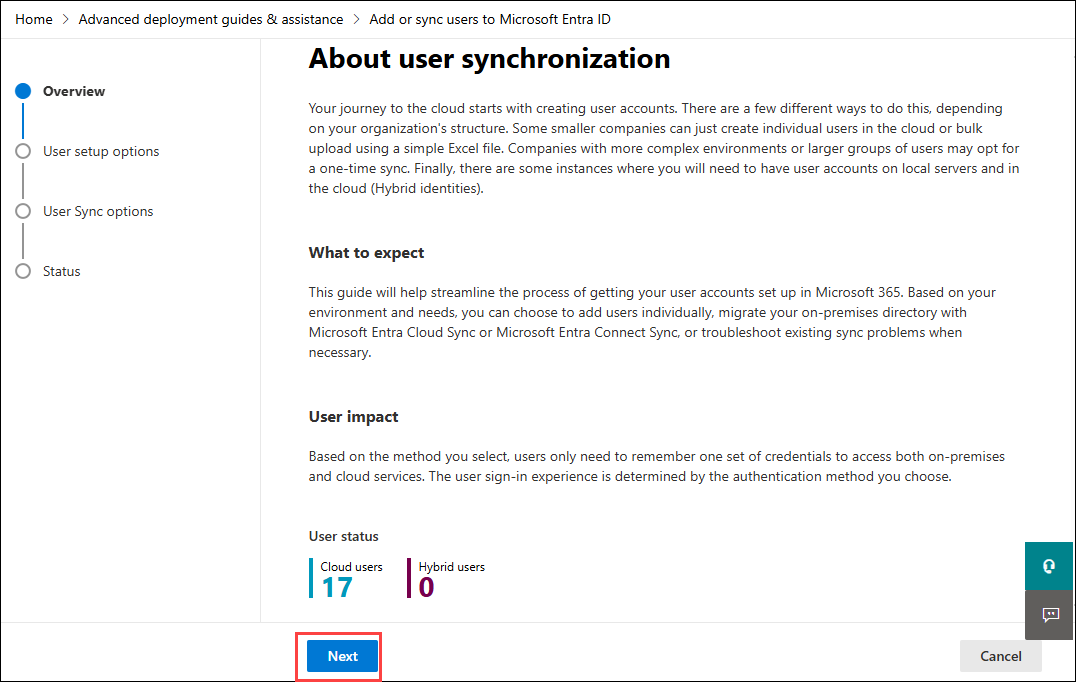 Home > Advanced deployment guides & assistance > Add or sync users to Microsoft Entra ID
Overview
User setup options
User Sync options
Status
About user synchronization
Your journey to the cloud starts with creating user accounts. There are a few different ways to do this, depending
on your organization's structure. Some smaller companies can just create individual users in the cloud or bulk
upload using a simple Excel file. Companies with more complex environments or larger groups of users may opt for
a one-time sync. Finally, there are some instances where you will need to have user accounts on local servers and in
the cloud (Hybrid identities).
What to expect
This guide will help streamline the process of getting your user accounts set up in Microsoft 365. Based on your
environment and needs, you can choose to add users individually, migrate your on-premises directory with
Microsoft Entra Cloud Sync or Microsoft Entra Connect Sync, or troubleshoot existing sync problems when
necessary.
User impact
Based on the method you select, users only need to remember one set of credentials to access both on-premises
and cloud services. The user sign-in experience is determined by the authentication method you choose.
User status
Cloud users
17
Hybrid users
0
Next
Cancel